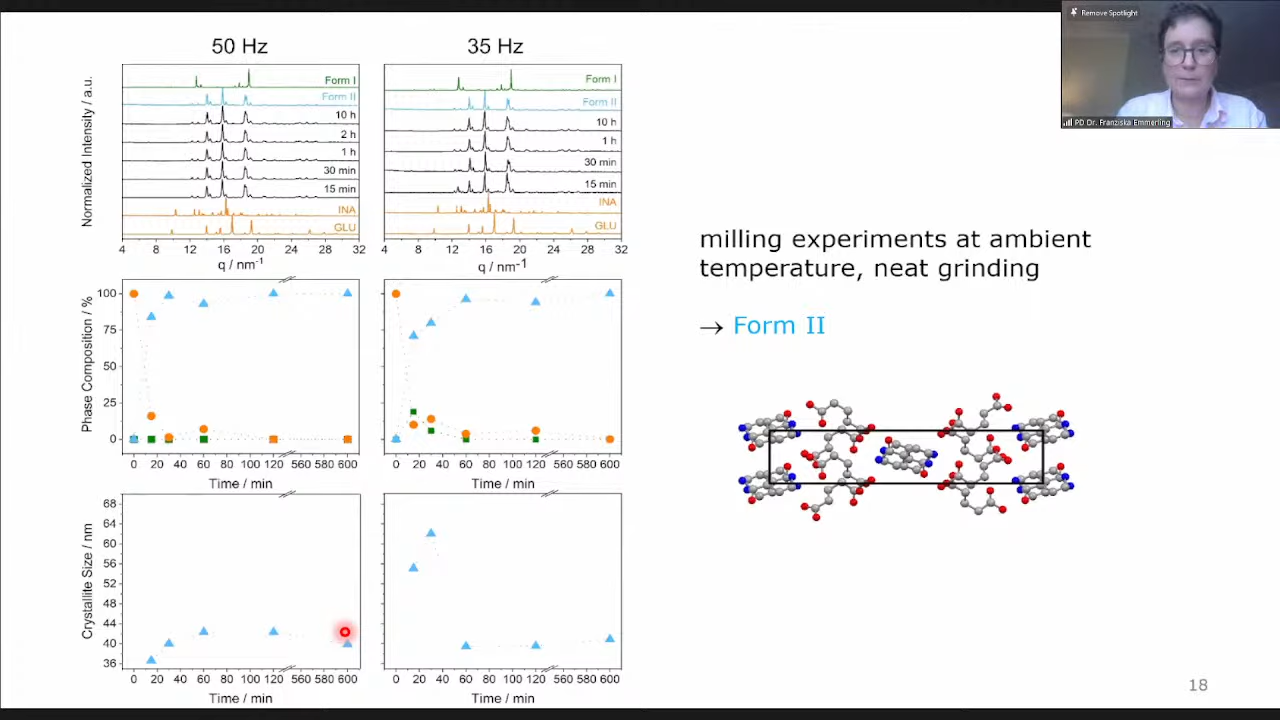 Remove Spotlight
PD Dr. Franziska Emmerling
50 Hz
35 Hz
Normalized Intensity / a.u.
Form I
Form II
10 h
2 h
1 h
30 min
15 min
INA
GLU
4 8 12 16 20 24 28 32
q / nm⁻¹
Form I
Form II
10 h
1 h
30 min
15 min
INA
GLU
4 8 12 16 20 24 28 32
q / nm⁻¹
milling experiments at ambient
temperature, neat grinding
→ Form II
Phase Composition / %
100
75
50
25
0
0 20 40 60 80 100 120 560 580 600
Time / min
0 20 40 60 80 100 120 560 580 600
Time / min
Crystallite Size / nm
68
64
60
56
52
48
44
40
36
0 20 40 60 80 100 120 560 580 600
Time / min
0 20 40 60 80 100 120 560 580 600
Time / min
18